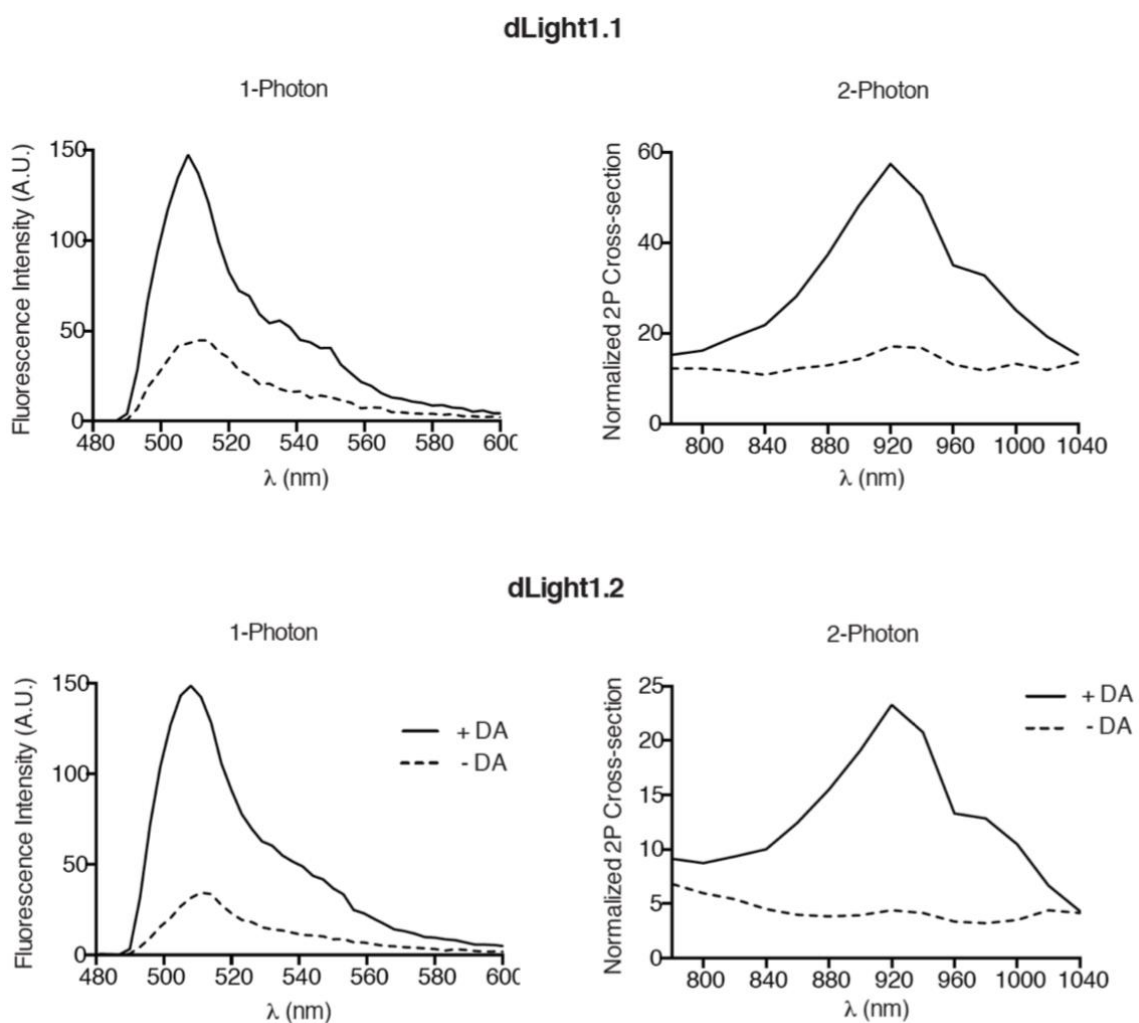 dLight1.1
1-Photon
Fluorescence Intensity (A.U.)
150
100
50
0
480 500 520 540 560 580 600
λ (nm)
2-Photon
Normalized 2P Cross-section
60
40
20
0
800 840 880 920 960 1000 1040
λ (nm)
dLight1.2
1-Photon
Fluorescence Intensity (A.U.)
150
100
50
0
480 500 520 540 560 580 600
λ (nm)
+ DA
- DA
2-Photon
Normalized 2P Cross-section
25
20
15
10
5
0
800 840 880 920 960 1000 1040
λ (nm)
+ DA
- DA